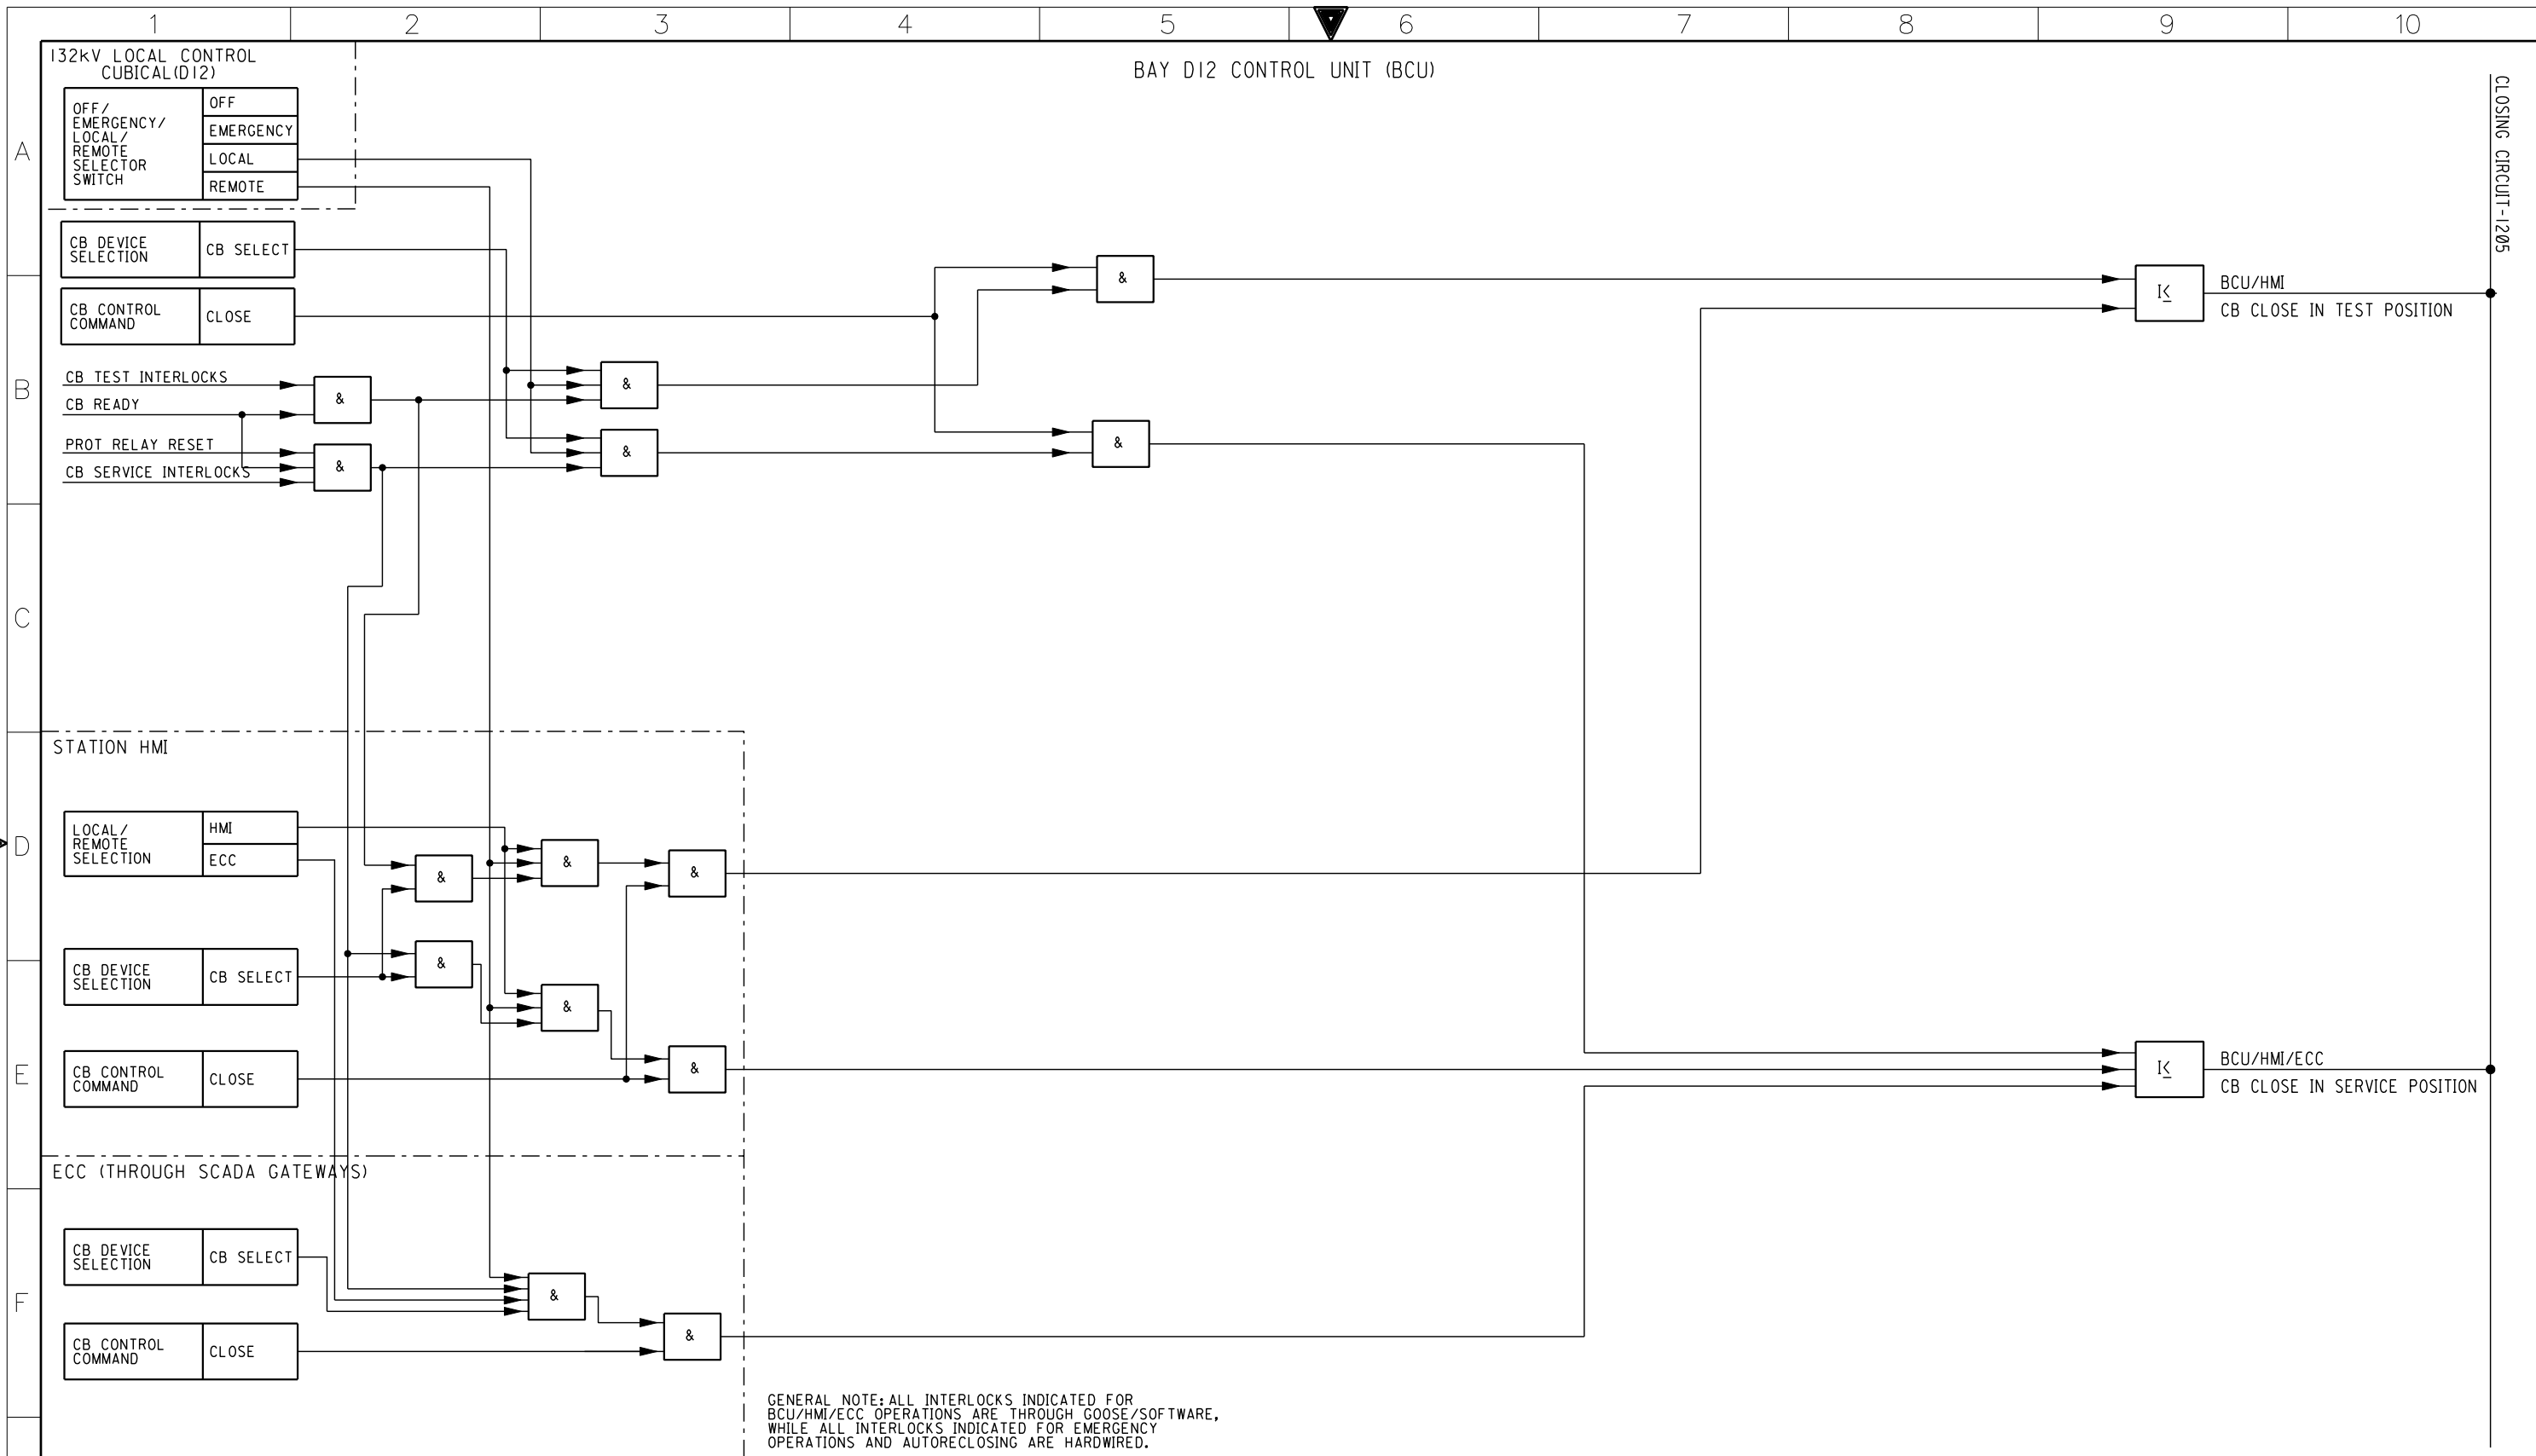 1 2 3 4 5 6 7 8 9 10
132kV LOCAL CONTROL
CUBICAL(D12)
BAY D12 CONTROL UNIT (BCU)
CLOSING CIRCUIT-1205
A
OFF/
EMERGENCY/
LOCAL/
REMOTE
SELECTOR
SWITCH
OFF
EMERGENCY
LOCAL
REMOTE
CB DEVICE
SELECTION
CB SELECT
&
B
CB CONTROL
COMMAND
CLOSE
1<
BCU/HMI
CB CLOSE IN TEST POSITION
CB TEST INTERLOCKS
CB READY
&
&
PROT RELAY RESET
CB SERVICE INTERLOCKS
&
&
&
C
STATION HMI
D
LOCAL/
REMOTE
SELECTION
HMI
ECC
&
&
&
CB DEVICE
SELECTION
CB SELECT
&
&
E
CB CONTROL
COMMAND
CLOSE
&
1<
BCU/HMI/ECC
CB CLOSE IN SERVICE POSITION
ECC (THROUGH SCADA GATEWAYS)
F
CB DEVICE
SELECTION
CB SELECT
&
CB CONTROL
COMMAND
CLOSE
&
GENERAL NOTE:ALL INTERLOCKS INDICATED FOR
BCU/HMI/ECC OPERATIONS ARE THROUGH GOOSE/SOFTWARE,
WHILE ALL INTERLOCKS INDICATED FOR EMERGENCY
OPERATIONS AND AUTORECLOSING ARE HARDWIRED.